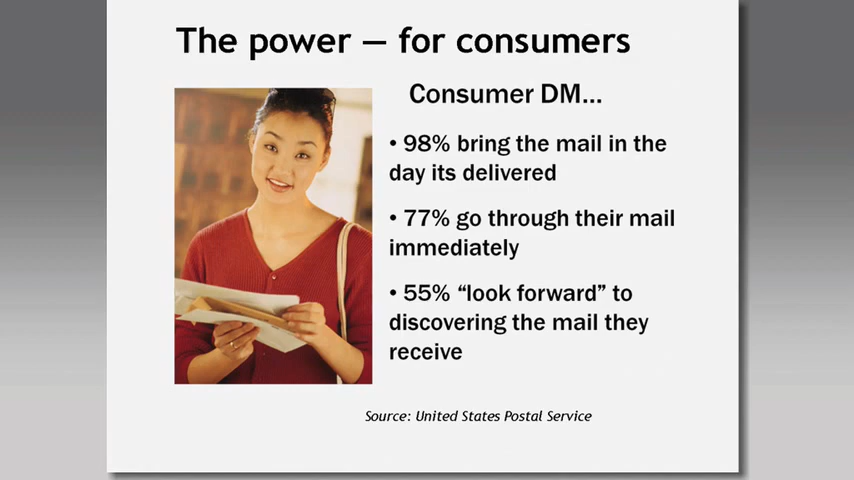 The power — for consumers
Consumer DM...
• 98% bring the mail in the
day its delivered
• 77% go through their mail
immediately
• 55% “look forward” to
discovering the mail they
receive
Source: United States Postal Service